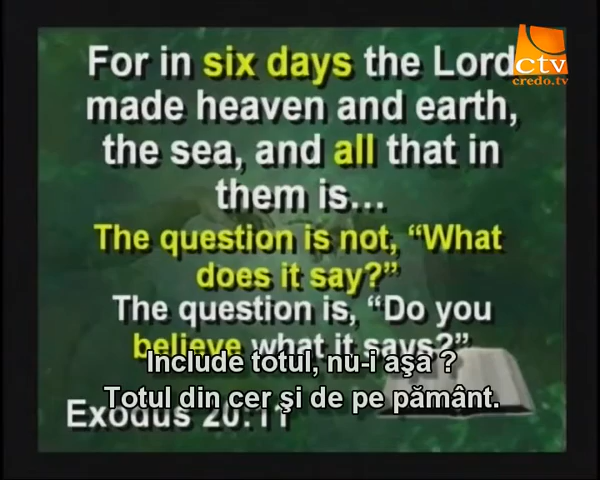 ctv
credo.tv
For in six days the Lord
made heaven and earth,
the sea, and all that in
them is...
The question is not, “What
does it say?”
The question is, “Do you
believe what it says?”
Include totul, nu-i aşa ?
Totul din cer şi de pe pământ.
Exodus 20:11